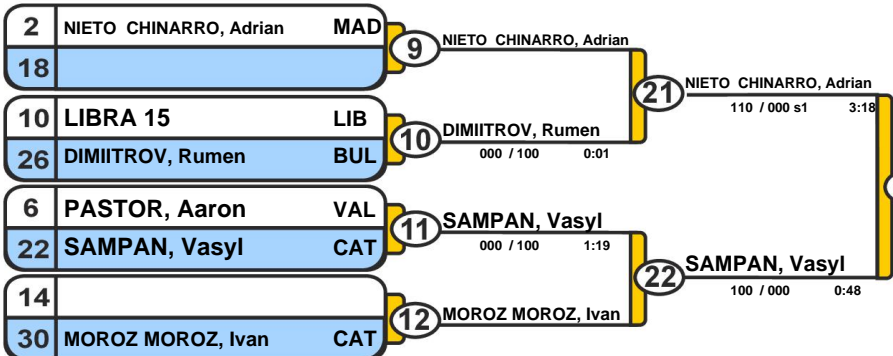 2 NIETO CHINARRO, Adrian MAD
18
9 NIETO CHINARRO, Adrian
10 LIBRA 15 LIB
26 DIMIITROV, Rumen BUL
10 DIMIITROV, Rumen
000 / 100 0:01
21 NIETO CHINARRO, Adrian
110 / 000 s1 3:18
6 PASTOR, Aaron VAL
22 SAMPAN, Vasyl CAT
11 SAMPAN, Vasyl
000 / 100 1:19
14
30 MOROZ MOROZ, Ivan CAT
12 MOROZ MOROZ, Ivan
22 SAMPAN, Vasyl
100 / 000 0:48